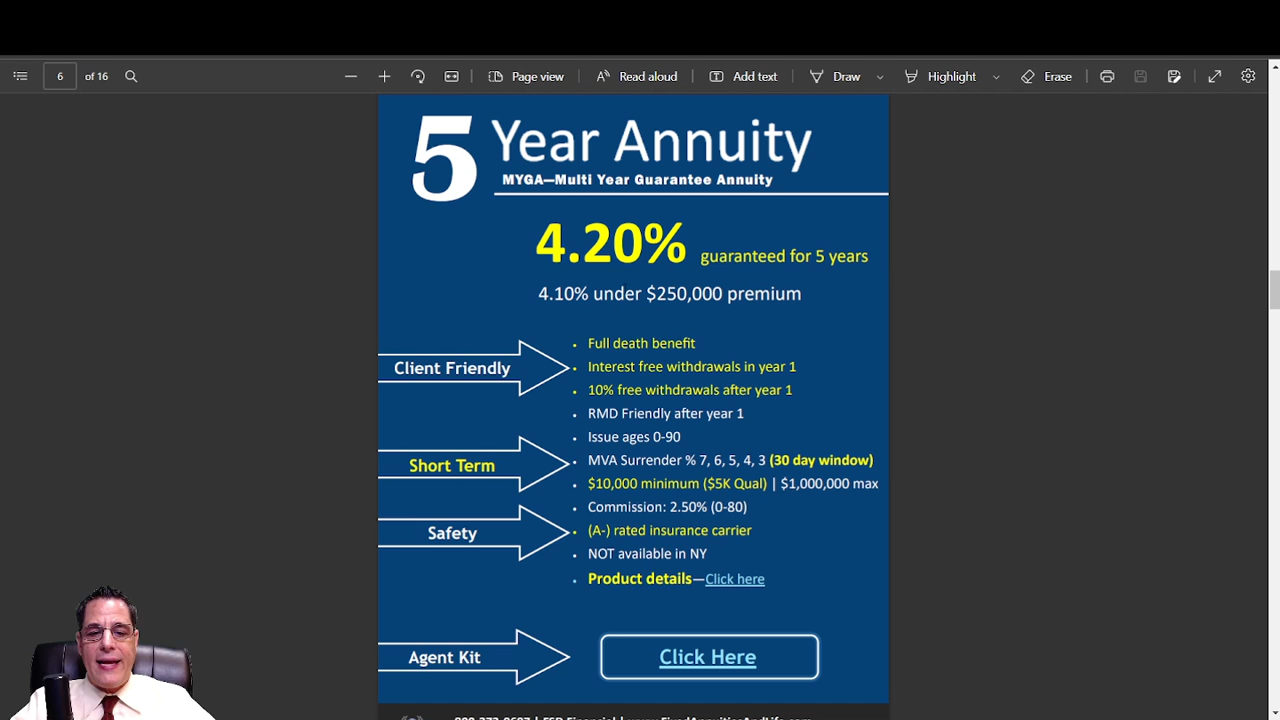 6 of 16
Page view
Read aloud
Add text
Draw
Highlight
Erase
5 Year Annuity
MYGA—Multi Year Guarantee Annuity
4.20% guaranteed for 5 years
4.10% under $250,000 premium
Client Friendly
• Full death benefit
• Interest free withdrawals in year 1
• 10% free withdrawals after year 1
• RMD Friendly after year 1
• Issue ages 0-90
Short Term
• MVA Surrender % 7, 6, 5, 4, 3 (30 day window)
• $10,000 minimum ($5K Qual) | $1,000,000 max
• Commission: 2.50% (0-80)
Safety
• (A-) rated insurance carrier
• NOT available in NY
• Product details—Click here
Agent Kit
Click Here